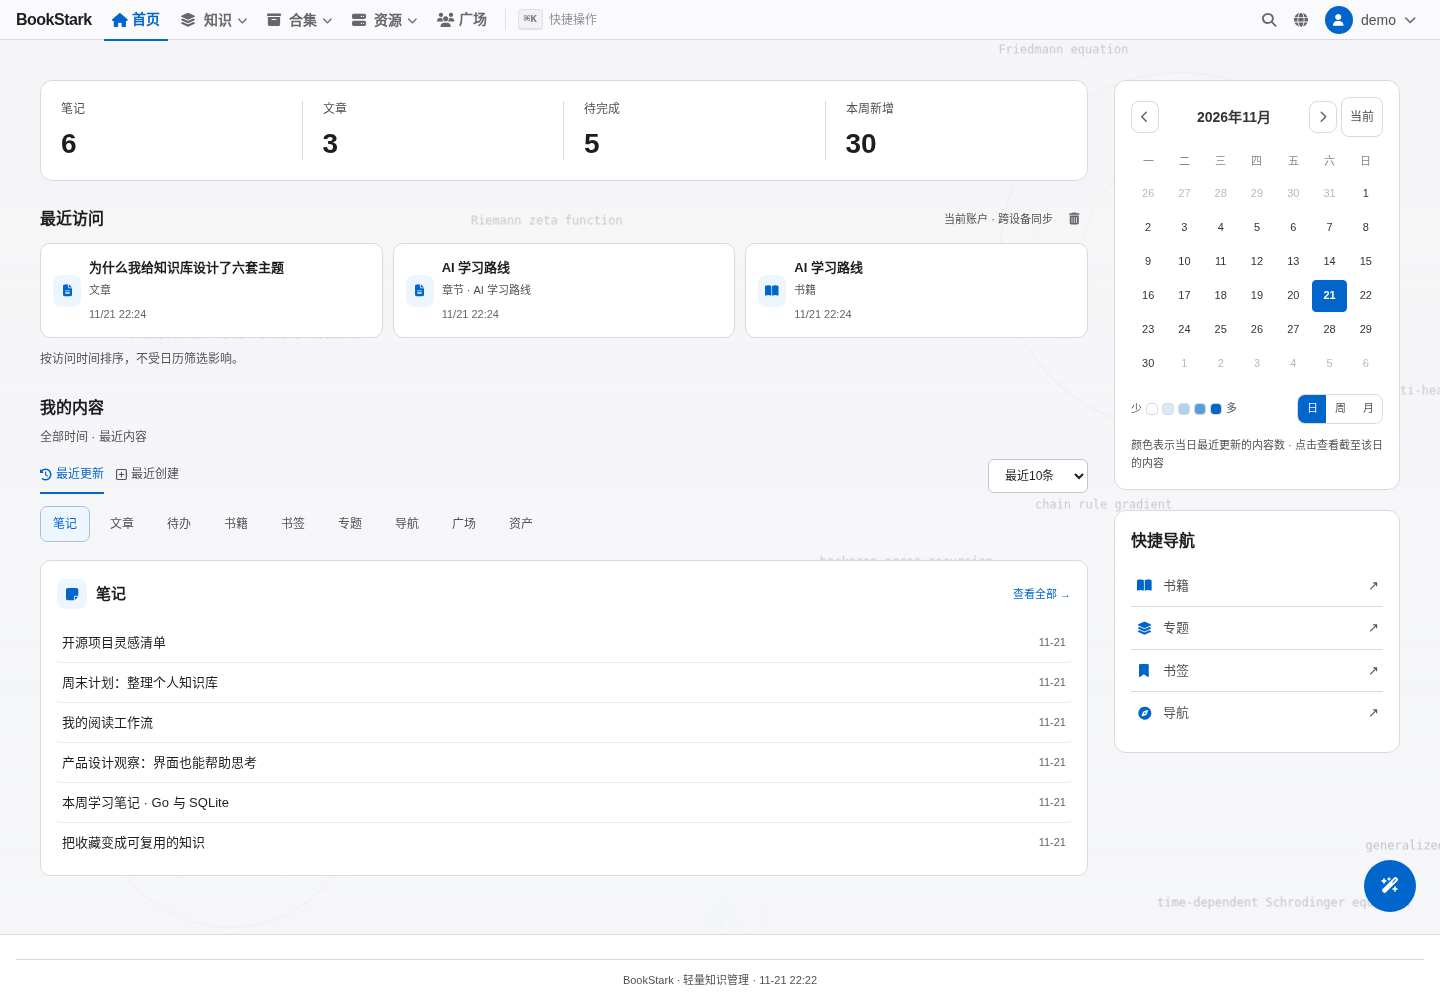 BookStark 首页 知识 合集 资源 广场 ⌘K 快捷操作 demo
Friedmann equation
笔记 文章 待完成 本周新增
6 3 5 30
最近访问 Riemann zeta function 当前账户 · 跨设备同步
为什么我给知识库设计了六套主题
文章
11/21 22:24
AI 学习路线
章节 · AI 学习路线
11/21 22:24
AI 学习路线
书籍
11/21 22:24
按访问时间排序，不受日历筛选影响。
我的内容
全部时间 · 最近内容
最近更新 最近创建 最近10条
笔记 文章 待办 书籍 书签 专题 导航 广场 资产
笔记 查看全部 →
开源项目灵感清单 11-21
周末计划：整理个人知识库 11-21
我的阅读工作流 11-21
产品设计观察：界面也能帮助思考 11-21
本周学习笔记 · Go 与 SQLite 11-21
把收藏变成可复用的知识 11-21
2026年11月 当前
一 二 三 四 五 六 日
26 27 28 29 30 31 1
2 3 4 5 6 7 8
9 10 11 12 13 14 15
16 17 18 19 20 21 22
23 24 25 26 27 28 29
30 1 2 3 4 5 6
少 多 日 周 月
颜色表示当日最近更新的内容数 · 点击查看截至该日
的内容
chain rule gradient
快捷导航
书籍 ↗
专题 ↗
书签 ↗
导航 ↗
generalized
time-dependent Schrodinger
BookStark · 轻量知识管理 · 11-21 22:22